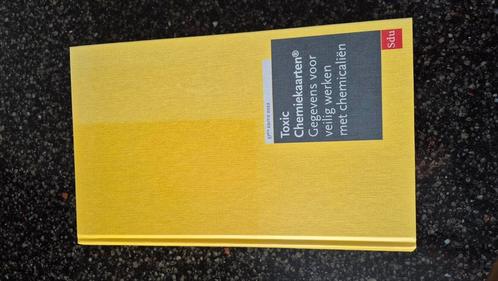 Toxic
Chemiekaarten®
Gegevens voor
veilig werken
met chemicaliën
Sdu